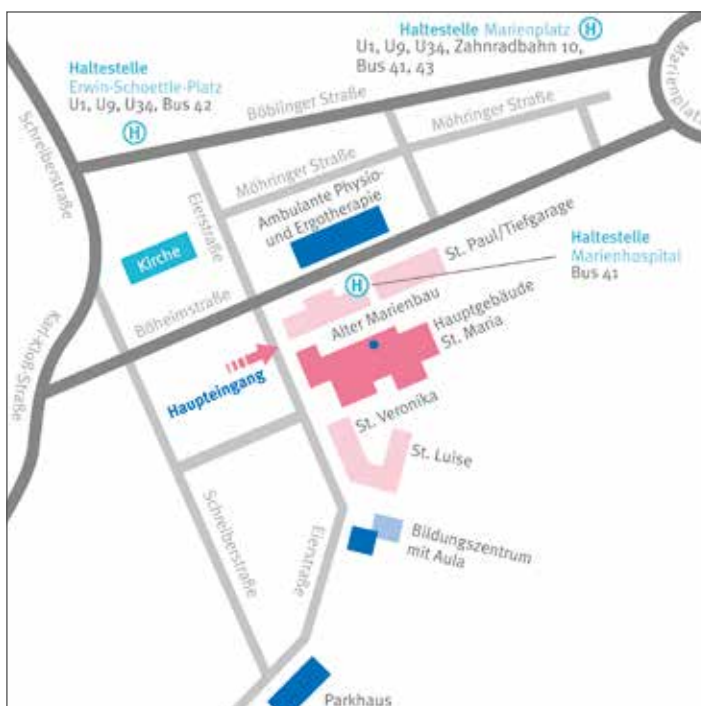 Haltestelle Marienplatz H
U1, U9, U34, Zahnradbahn 10,
Bus 41, 43
Marienplatz
Haltestelle
Erwin-Schoettle-Platz
U1, U9, U34, Bus 42
H
Schreiberstraße
Böblinger Straße
Möhringer Straße
Möhringer Straße
Eierstraße
Ambulante Physio-
und Ergotherapie
Kirche
St. Paul/Tiefgarage
Haltestelle
Marienhospital
Bus 41
H
Böheimstraße
Alter Marienbau
Hauptgebäude
St. Maria
Karl-Kloß-Straße
Haupteingang
St. Veronika
St. Luise
Schreiberstraße
Eierstraße
Bildungszentrum
mit Aula
Parkhaus